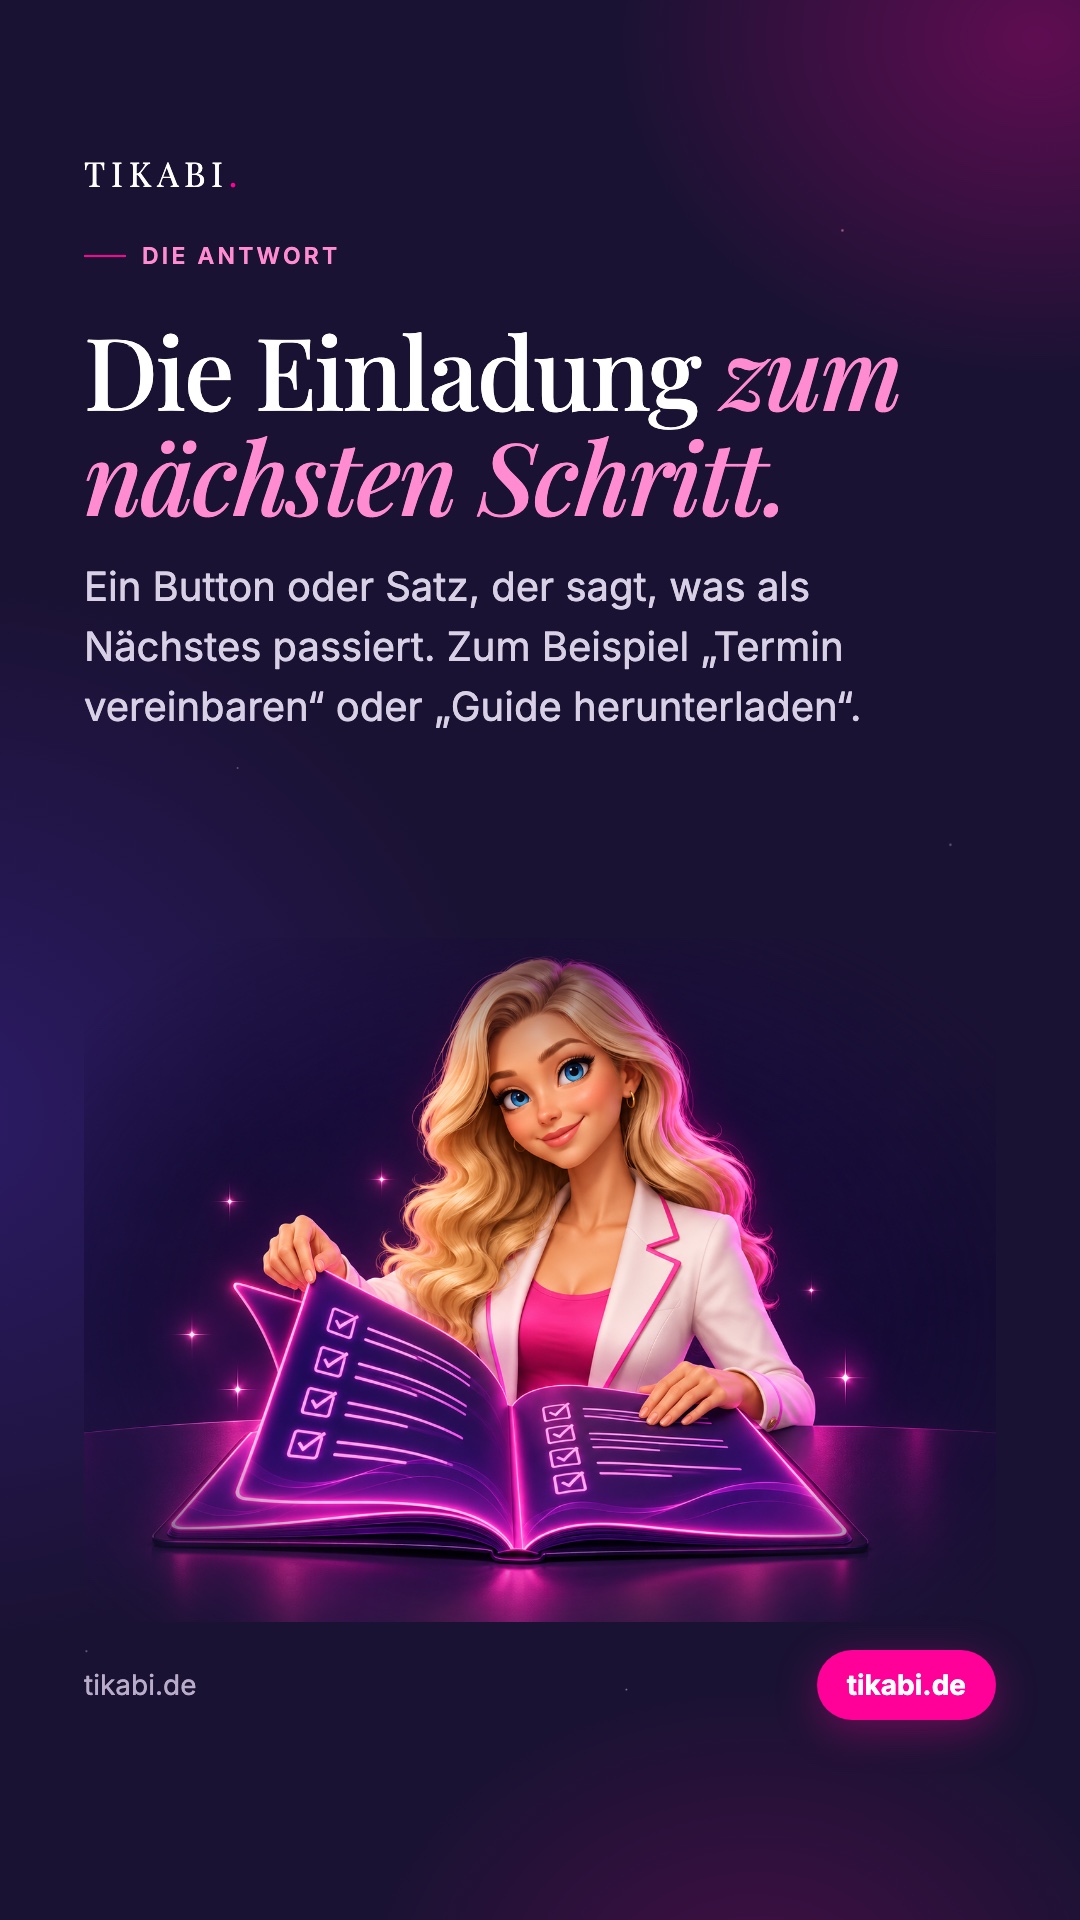 TIKABI.
DIE ANTWORT
Die Einladung zum
nächsten Schritt.
Ein Button oder Satz, der sagt, was als
Nächstes passiert. Zum Beispiel „Termin
vereinbaren“ oder „Guide herunterladen“.
tikabi.de
tikabi.de